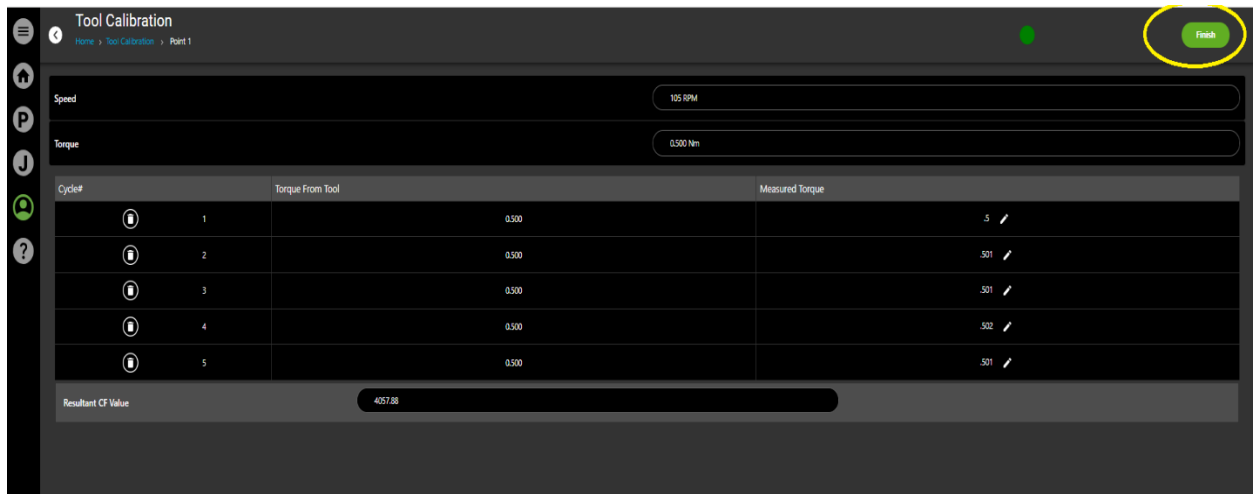 Tool Calibration
Home > Tool Calibration > Point 1
Finish
P
J
?
Speed 105 RPM
Torque 0.500 Nm
Cycle# Torque From Tool Measured Torque
1 0.500 .5
2 0.500 .501
3 0.500 .501
4 0.500 .502
5 0.500 .501
Resultant CF Value 4057.88